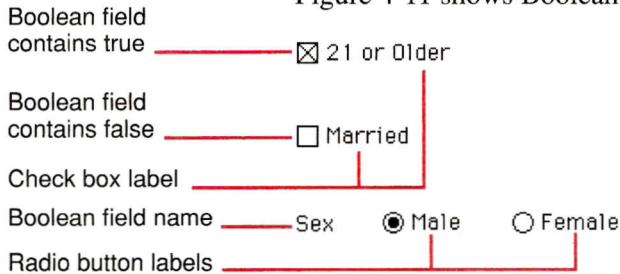 Figure 4-11 shows Boolean
Boolean field
contains true
21 or Older
Boolean field
contains false
Married
Check box label
Boolean field name
Sex
Male
Female
Radio button labels